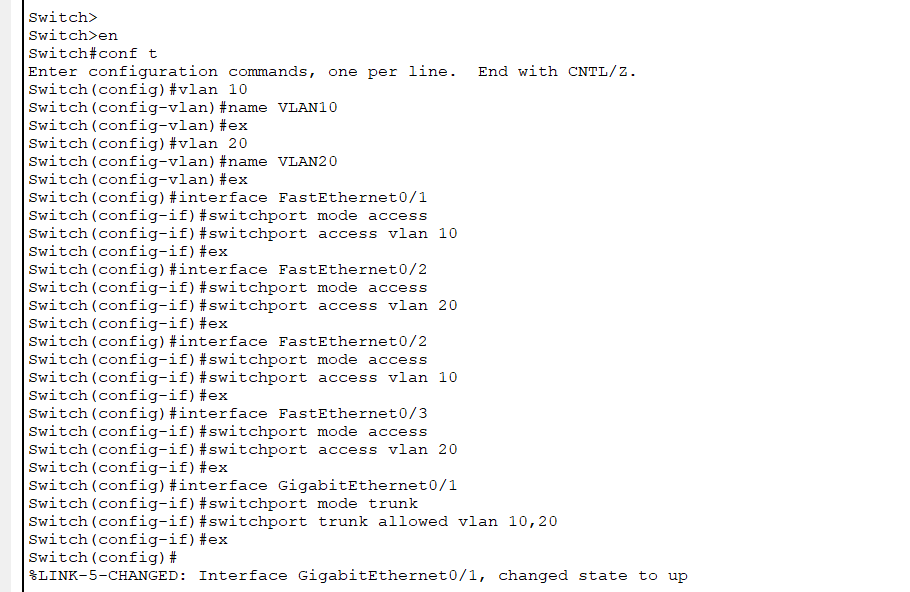 Switch>
Switch>en
Switch#conf t
Enter configuration commands, one per line.  End with CNTL/Z.
Switch(config)#vlan 10
Switch(config-vlan)#name VLAN10
Switch(config-vlan)#ex
Switch(config)#vlan 20
Switch(config-vlan)#name VLAN20
Switch(config-vlan)#ex
Switch(config)#interface FastEthernet0/1
Switch(config-if)#switchport mode access
Switch(config-if)#switchport access vlan 10
Switch(config-if)#ex
Switch(config)#interface FastEthernet0/2
Switch(config-if)#switchport mode access
Switch(config-if)#switchport access vlan 20
Switch(config-if)#ex
Switch(config)#interface FastEthernet0/2
Switch(config-if)#switchport mode access
Switch(config-if)#switchport access vlan 10
Switch(config-if)#ex
Switch(config)#interface FastEthernet0/3
Switch(config-if)#switchport mode access
Switch(config-if)#switchport access vlan 20
Switch(config-if)#ex
Switch(config)#interface GigabitEthernet0/1
Switch(config-if)#switchport mode trunk
Switch(config-if)#switchport trunk allowed vlan 10,20
Switch(config-if)#ex
Switch(config)#
%LINK-5-CHANGED: Interface GigabitEthernet0/1, changed state to up